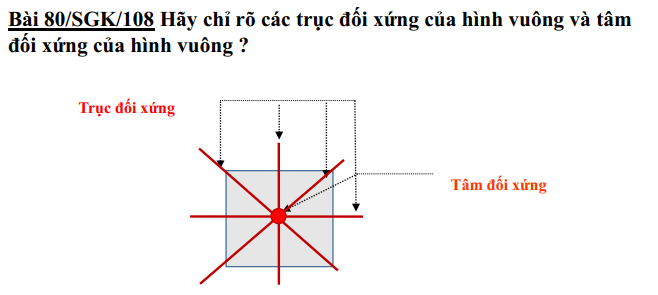 Bài 80/SGK/108 Hãy chỉ rõ các trục đối xứng của hình vuông và tâm
đối xứng của hình vuông ?
Trục đối xứng
Tâm đối xứng